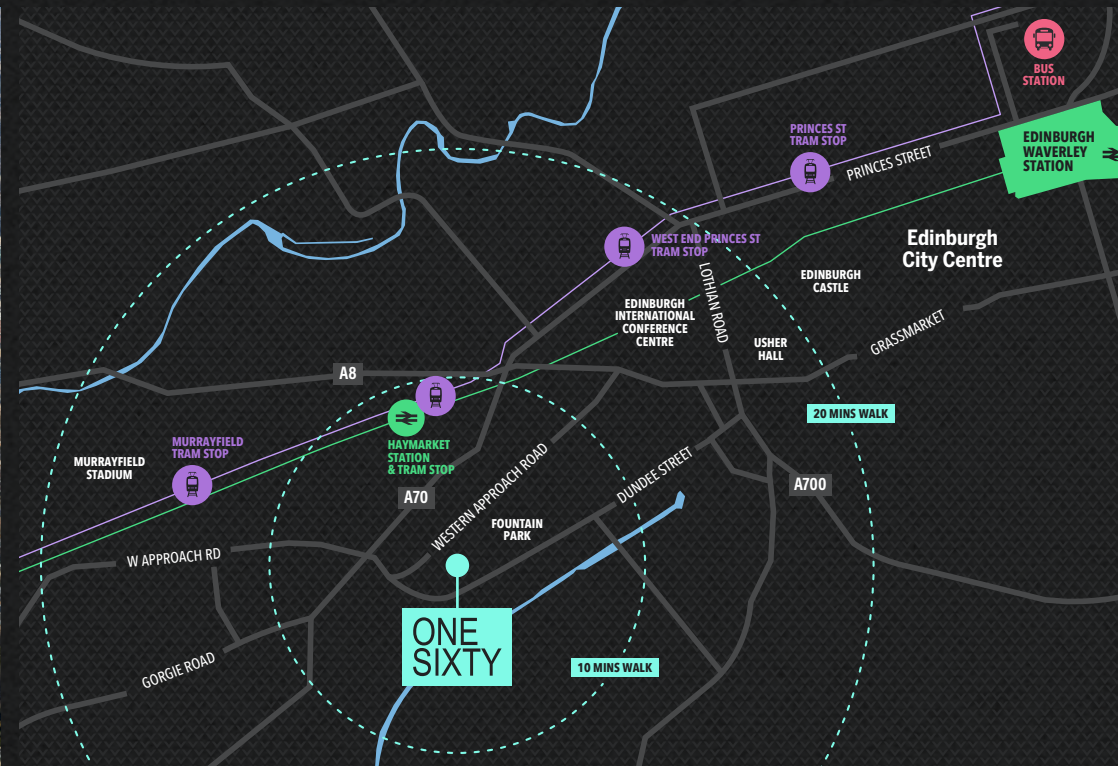 BUS
STATION
PRINCES ST
TRAM STOP
EDINBURGH
WAVERLEY
STATION
PRINCES STREET
WEST END PRINCES ST
TRAM STOP
Edinburgh
City Centre
LOTHIAN ROAD
EDINBURGH
CASTLE
EDINBURGH
INTERNATIONAL
CONFERENCE
CENTRE
USHER
HALL
GRASSMARKET
A8
20 MINS WALK
MURRAYFIELD
TRAM STOP
HAYMARKET
STATION
& TRAM STOP
MURRAYFIELD
STADIUM
A70
WESTERN APPROACH ROAD
DUNDEE STREET
A700
FOUNTAIN
PARK
W APPROACH RD
ONE
SIXTY
10 MINS WALK
GORGIE ROAD